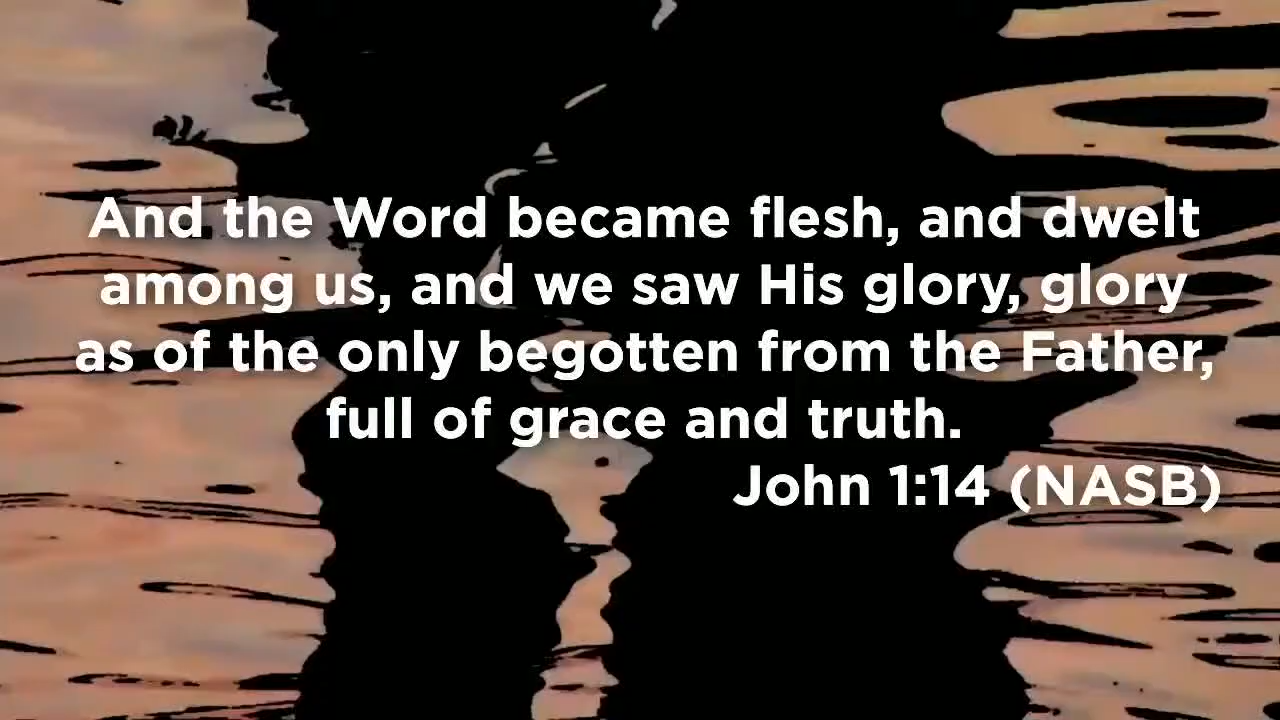 And the Word became flesh, and dwelt
among us, and we saw His glory, glory
as of the only begotten from the Father,
full of grace and truth.
John 1:14 (NASB)